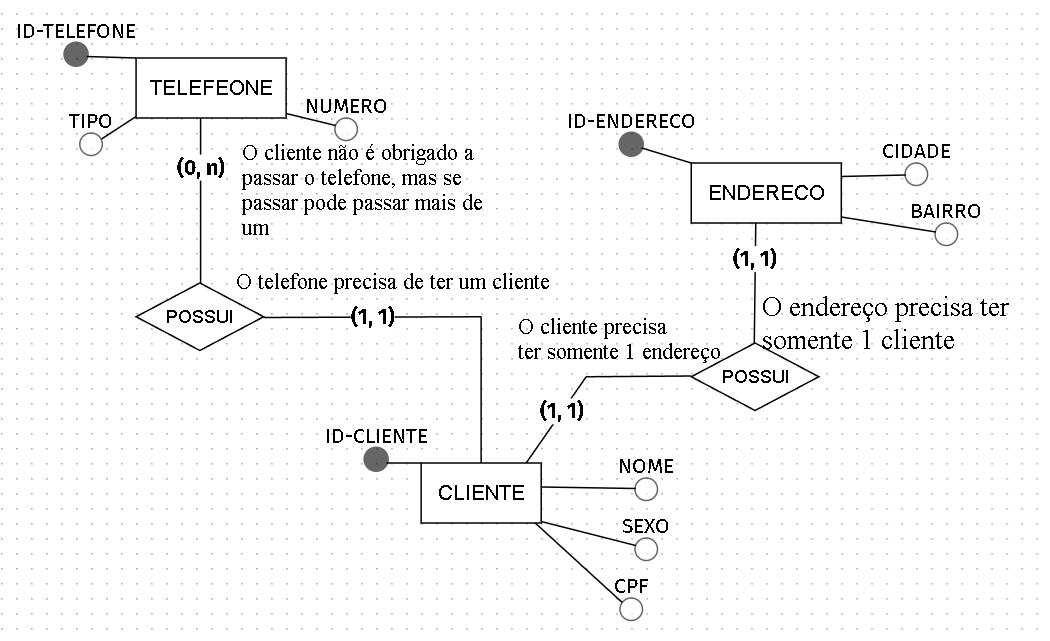 ID-TELEFONE
TELEFEONE
TIPO
NUMERO
(0, n)
O cliente não é obrigado a
passar o telefone, mas se
passar pode passar mais de
um
ID-ENDERECO
CIDADE
ENDERECO
BAIRRO
(1, 1)
O telefone precisa de ter um cliente
POSSUI
(1, 1)
O endereço precisa ter
somente 1 cliente
O cliente precisa
ter somente 1 endereço
POSSUI
(1, 1)
ID-CLIENTE
CLIENTE
NOME
SEXO
CPF